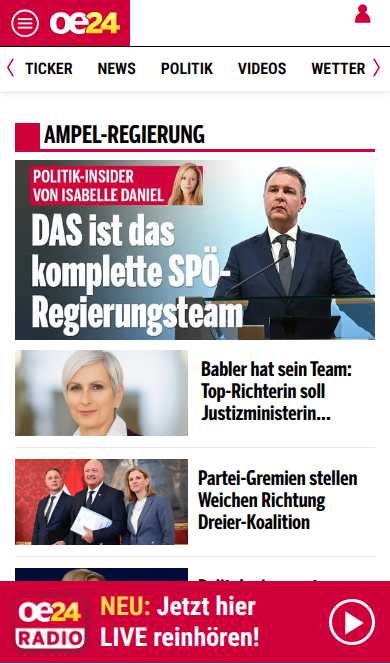 oe24
TICKER NEWS POLITIK VIDEOS WETTER
AMPEL-REGIERUNG
POLITIK-INSIDER
VON ISABELLE DANIEL
DAS ist das
komplette SPÖ-
Regierungsteam
Babler hat sein Team:
Top-Richterin soll
Justizministerin...
Partei-Gremien stellen
Weichen Richtung
Dreier-Koalition
oe24
RADIO
NEU: Jetzt hier
LIVE reinhören!